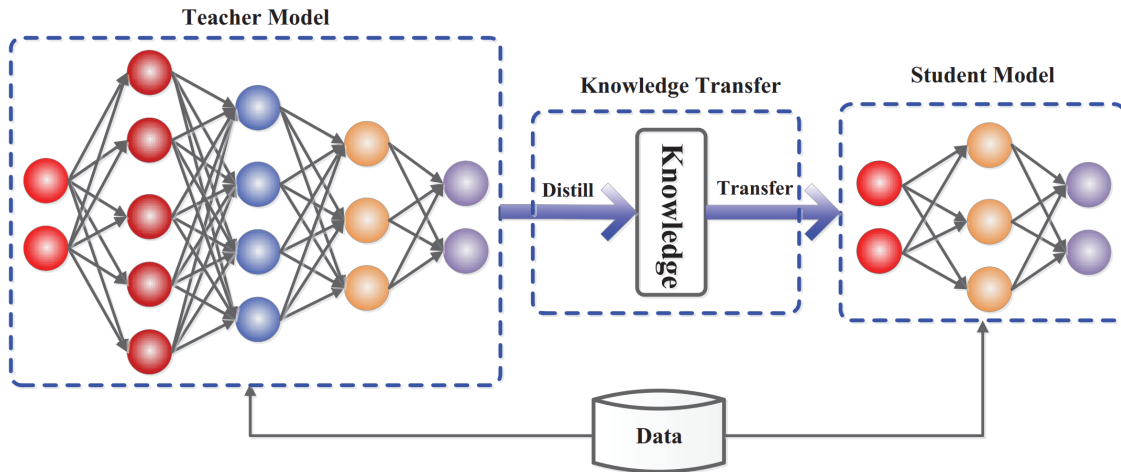 Teacher Model
Knowledge Transfer
Student Model
Distill
Knowledge
Transfer
Data